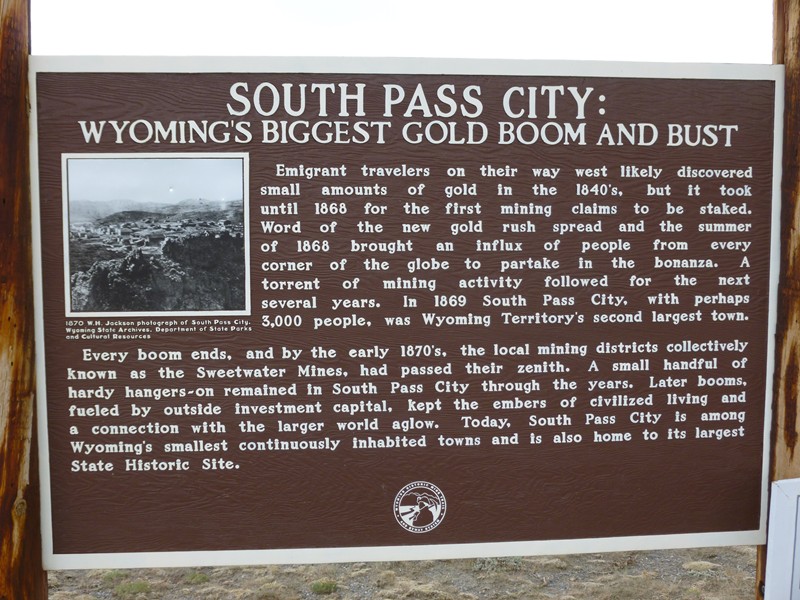 SOUTH PASS CITY:
WYOMING'S BIGGEST GOLD BOOM AND BUST
Emigrant travelers on their way west likely discovered
small amounts of gold in the 1840's, but it took
until 1868 for the first mining claims to be staked.
Word of the new gold rush spread and the summer
of 1868 brought an influx of people from every
corner of the globe to partake in the bonanza. A
torrent of mining activity followed for the next
several years. In 1869 South Pass City, with perhaps
3,000 people, was Wyoming Territory's second largest town.
1870 W.H. Jackson photograph of South Pass City.
Wyoming State Archives, Department of State Parks
and Cultural Resources
Every boom ends, and by the early 1870's, the local mining districts collectively
known as the Sweetwater Mines, had passed their zenith. A small handful of
hardy hangers-on remained in South Pass City through the years. Later booms,
fueled by outside investment capital, kept the embers of civilized living and
a connection with the larger world aglow. Today, South Pass City is among
Wyoming's smallest continuously inhabited towns and is also home to its largest
State Historic Site.